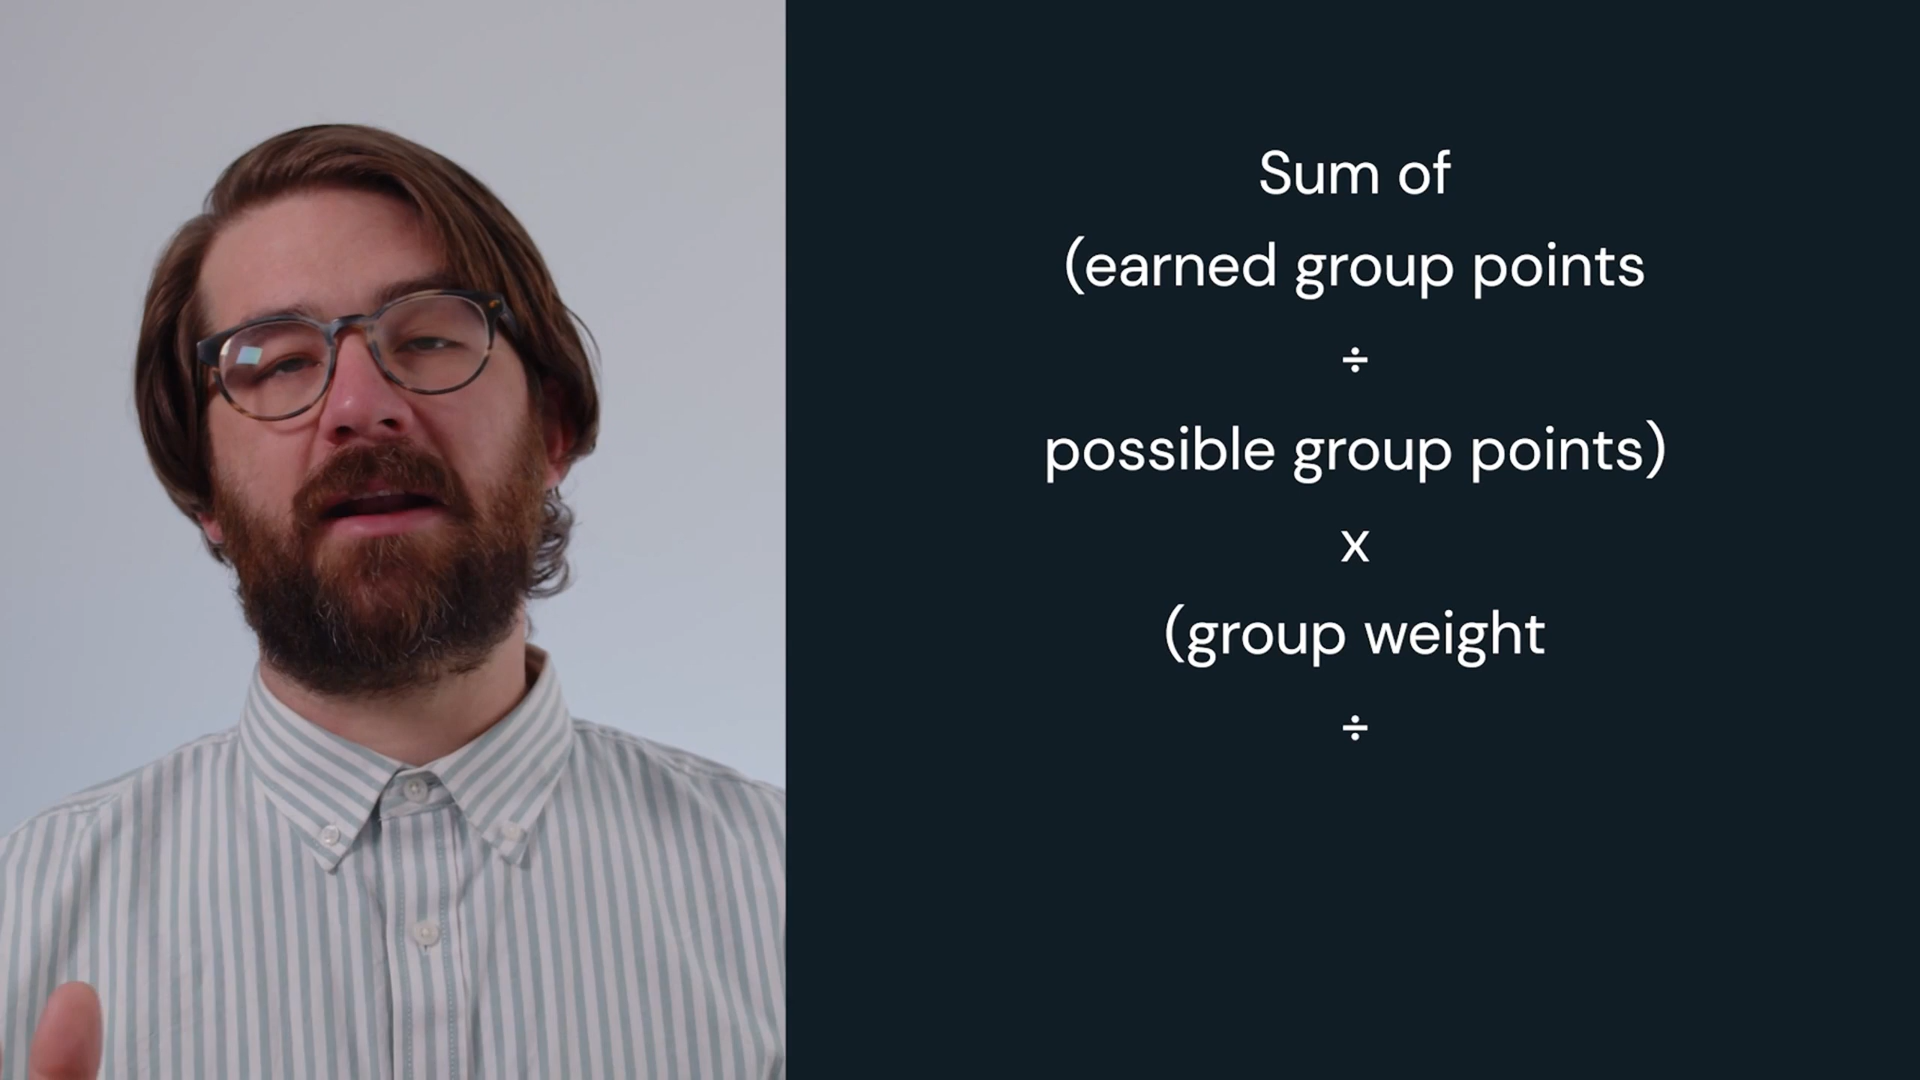 Sum of
(earned group points
÷
possible group points)
x
(group weight
÷